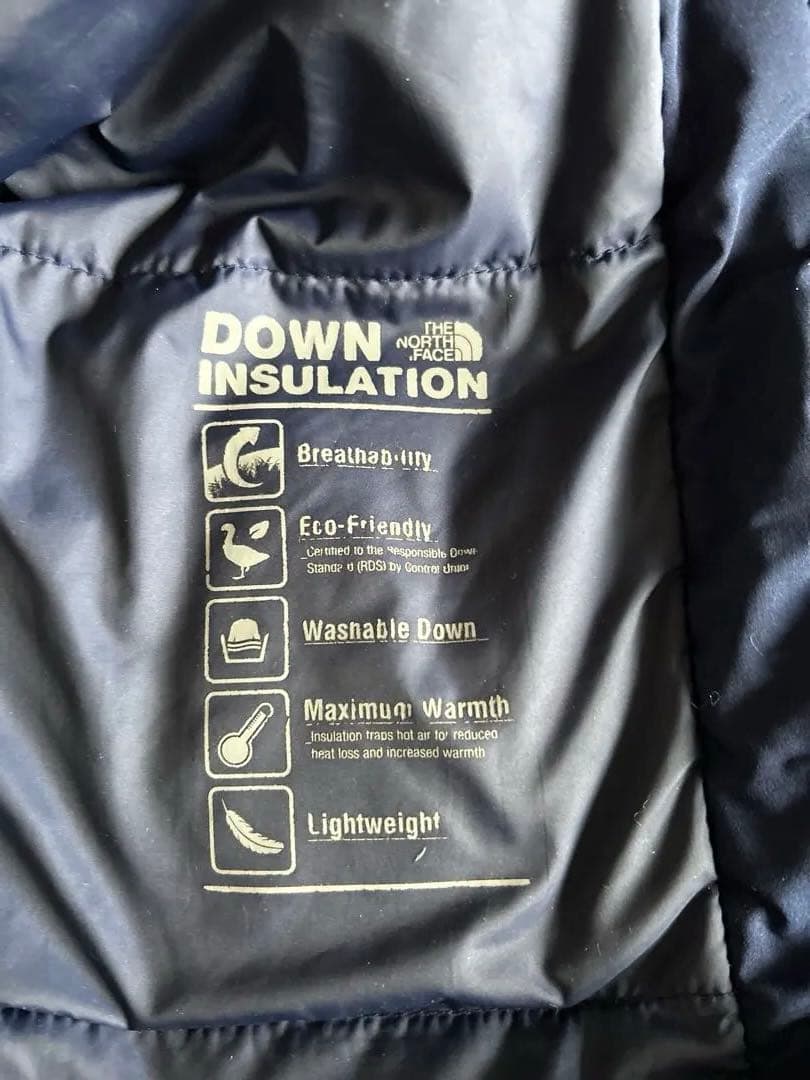 DOWN
INSULATION
THE
NORTH
FACE
Breathability
Eco-Friendly
Certified to the Responsible Down
Standard (RDS) by Control Union
Washable Down
Maximum Warmth
Insulation traps hot air for reduced
heat loss and increased warmth
Lightweight